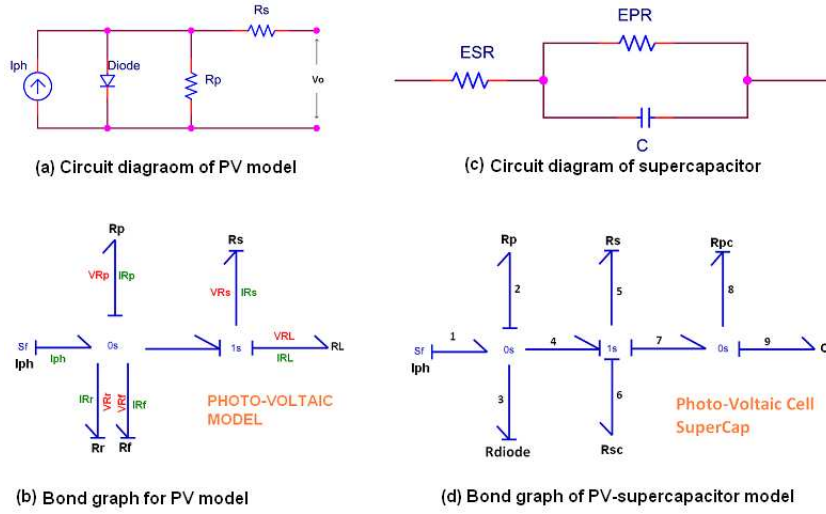 Rs
Iph
Diode
Rp
Vo
(a) Circuit diagraom of PV model
EPR
ESR
C
(c) Circuit diagram of supercapacitor
Rp
Rs
VRp IRp
VRs IRs
Sf
Iph
Iph
0s
1s
VRL
IRL
RL
IRr VRr VRf IRf
Rr Rf
PHOTO-VOLTAIC
MODEL
(b) Bond graph for PV model
Rp
Rs
Rpc
2
5
8
Sf
Iph
1
0s
4
1s
7
0s
9
C
3
6
Rdiode
Rsc
Photo-Voltaic Cell
SuperCap
(d) Bond graph of PV-supercapacitor model